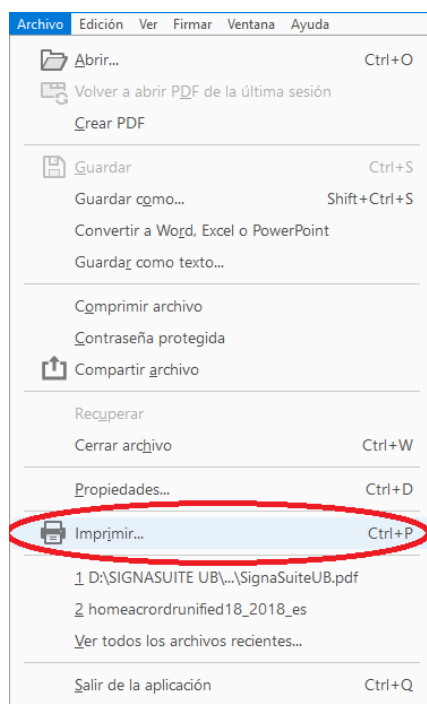 Archivo Edición Ver Firmar Ventana Ayuda
Abrir... Ctrl+O
Volver a abrir PDF de la última sesión
Crear PDF
Guardar Ctrl+S
Guardar como... Shift+Ctrl+S
Convertir a Word, Excel o PowerPoint
Guardar como texto...
Comprimir archivo
Contraseña protegida
Compartir archivo
Recuperar
Cerrar archivo Ctrl+W
Propiedades... Ctrl+D
Imprimir... Ctrl+P
1 D:\SIGNASUITE UB\...\SignaSuiteUB.pdf
2 homeacrordrunified18_2018_es
Ver todos los archivos recientes...
Salir de la aplicación Ctrl+Q